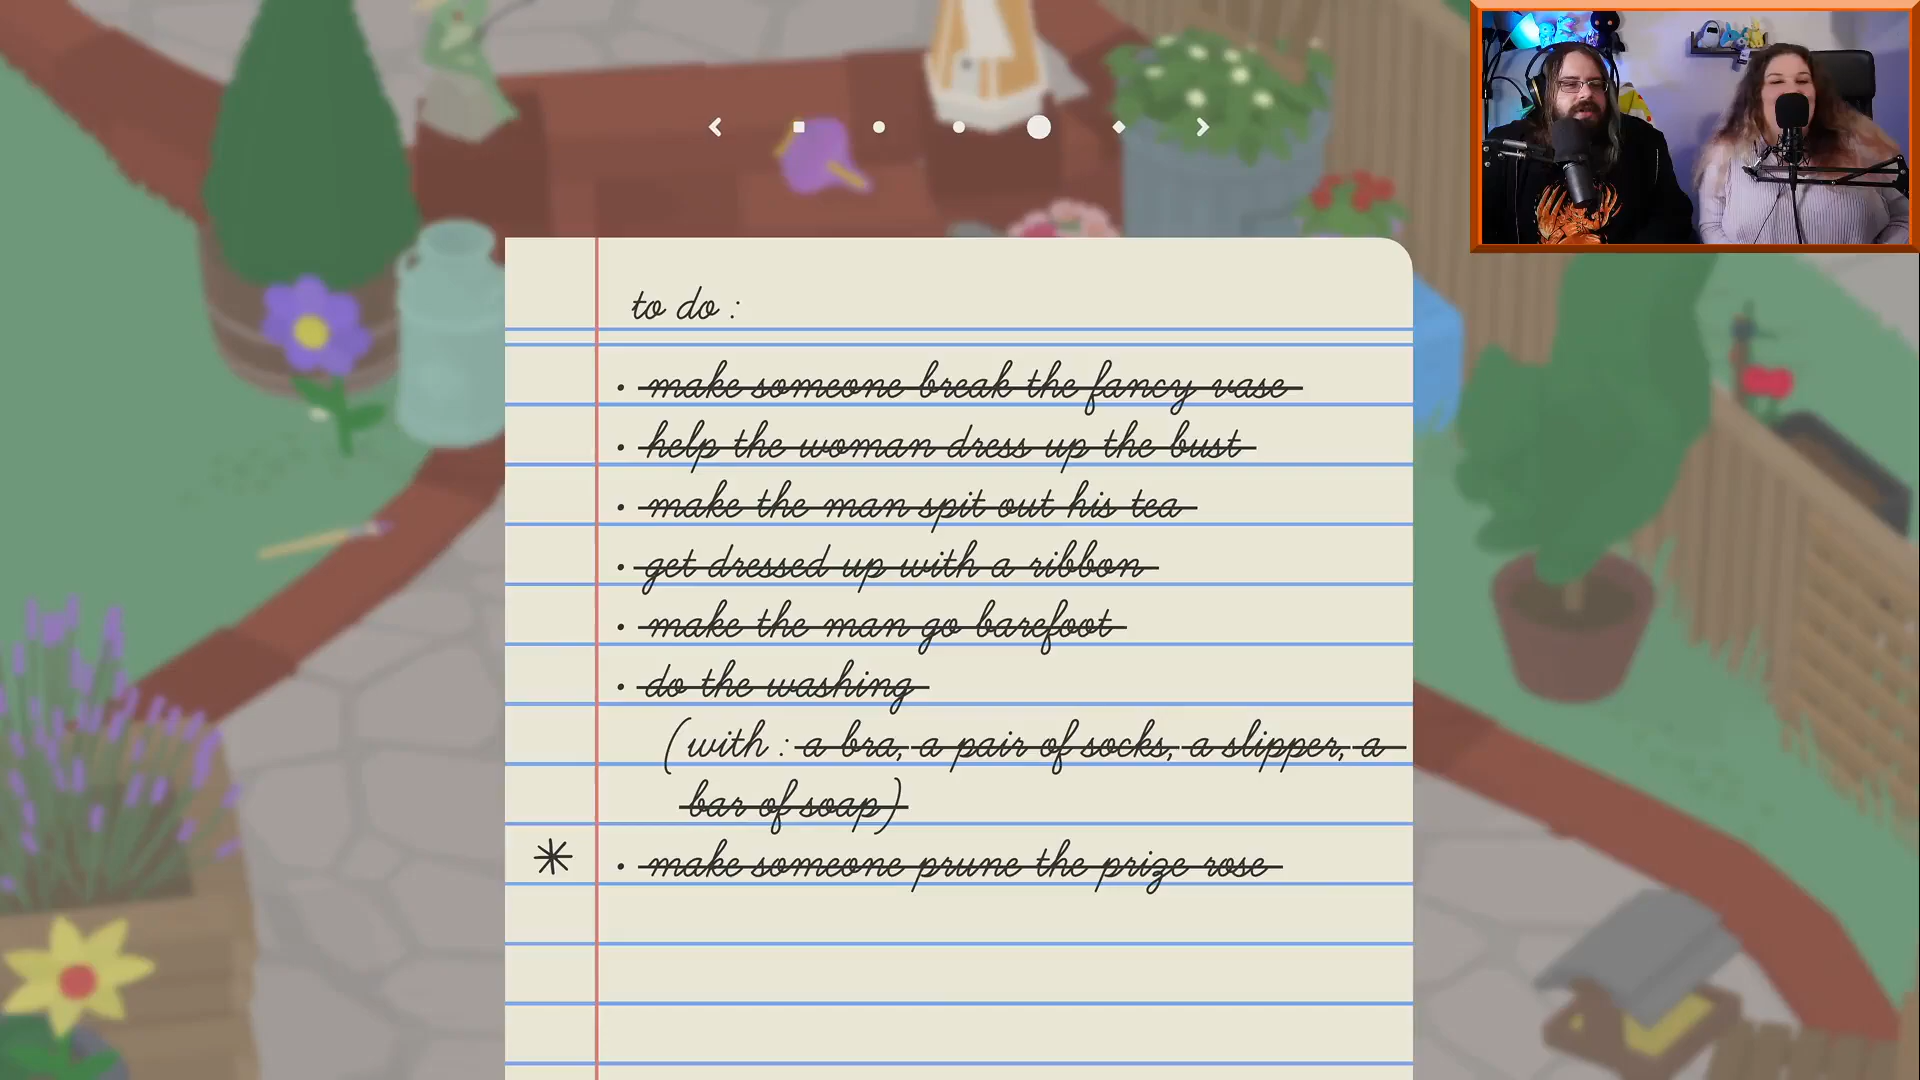 to do :
• make someone break the fancy vase
• help the woman dress up the bust
• make the man spit out his tea
• get dressed up with a ribbon
• make the man go barefoot
• do the washing
(with : a bra, a pair of socks, a slipper, a
bar of soap)
* • make someone prune the prize rose